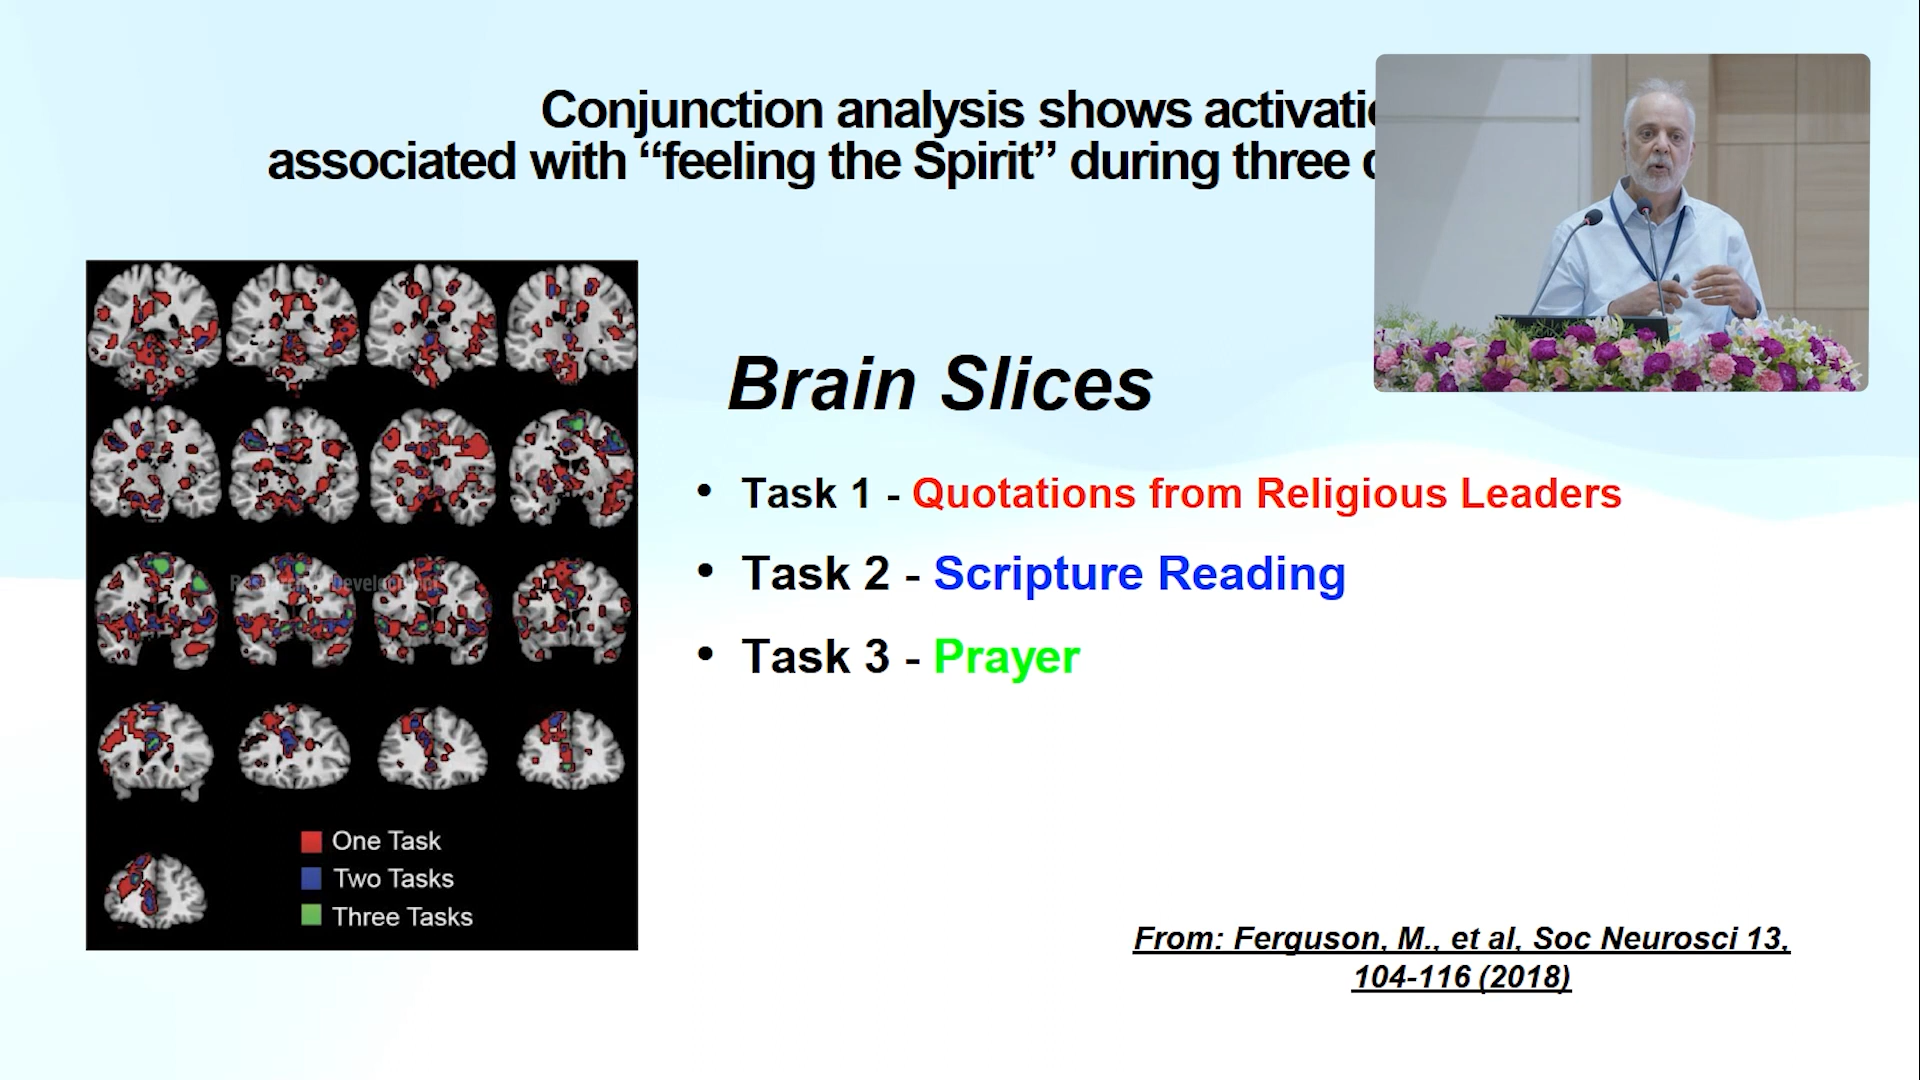 Conjunction analysis shows
associated with “feeling the Spirit” during three
Brain Slices
• Task 1 - Quotations from Religious Leaders
• Task 2 - Scripture Reading
• Task 3 - Prayer
One Task
Two Tasks
Three Tasks
From: Ferguson, M., et al, Soc Neurosci 13,
104-116 (2018)